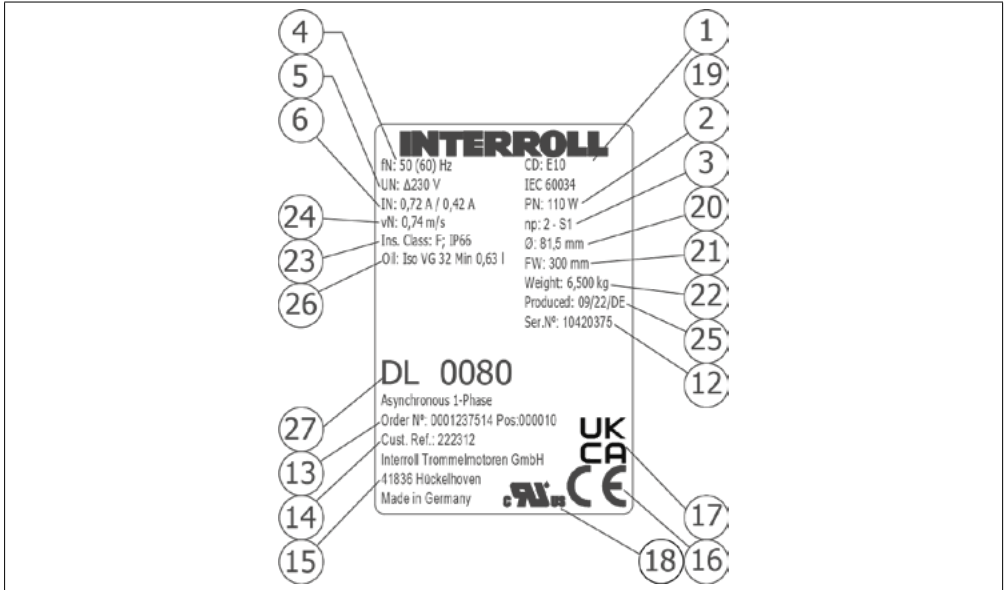 4
5
6
24
23
26
27
13
14
15
1
19
2
3
20
21
22
25
12
17
16
18
INTERROLL
fN: 50 (60) Hz
UN: Δ230 V
IN: 0,72 A / 0,42 A
vN: 0,74 m/s
Ins. Class: F; IP66
Oil: Iso VG 32 Min 0,63 l
CD: E10
IEC 60034
PN: 110 W
np: 2 - S1
Ø: 81,5 mm
FW: 300 mm
Weight: 6,500 kg
Produced: 09/22/DE
Ser.Nº: 10420375
DL 0080
Asynchronous 1-Phase
Order Nº: 0001237514 Pos:000010
Cust. Ref.: 222312
Interroll Trommelmotoren GmbH
41836 Hückelhoven
Made in Germany
UK
CA
c RU us CE